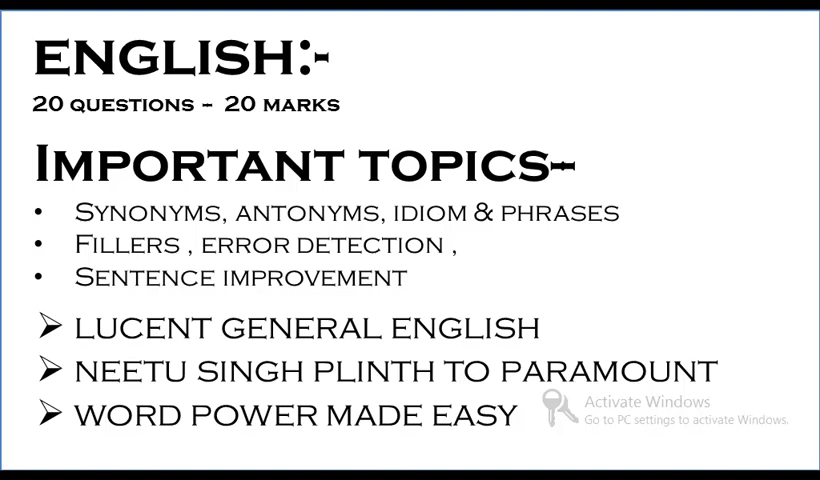 ENGLISH:-
20 QUESTIONS – 20 MARKS
IMPORTANT TOPICS--
• SYNONYMS, ANTONYMS, IDIOM & PHRASES
• FILLERS , ERROR DETECTION ,
• SENTENCE IMPROVEMENT
➢ LUCENT GENERAL ENGLISH
➢ NEETU SINGH PLINTH TO PARAMOUNT
➢ WORD POWER MADE EASY
Activate Windows
Go to PC settings to activate Windows.